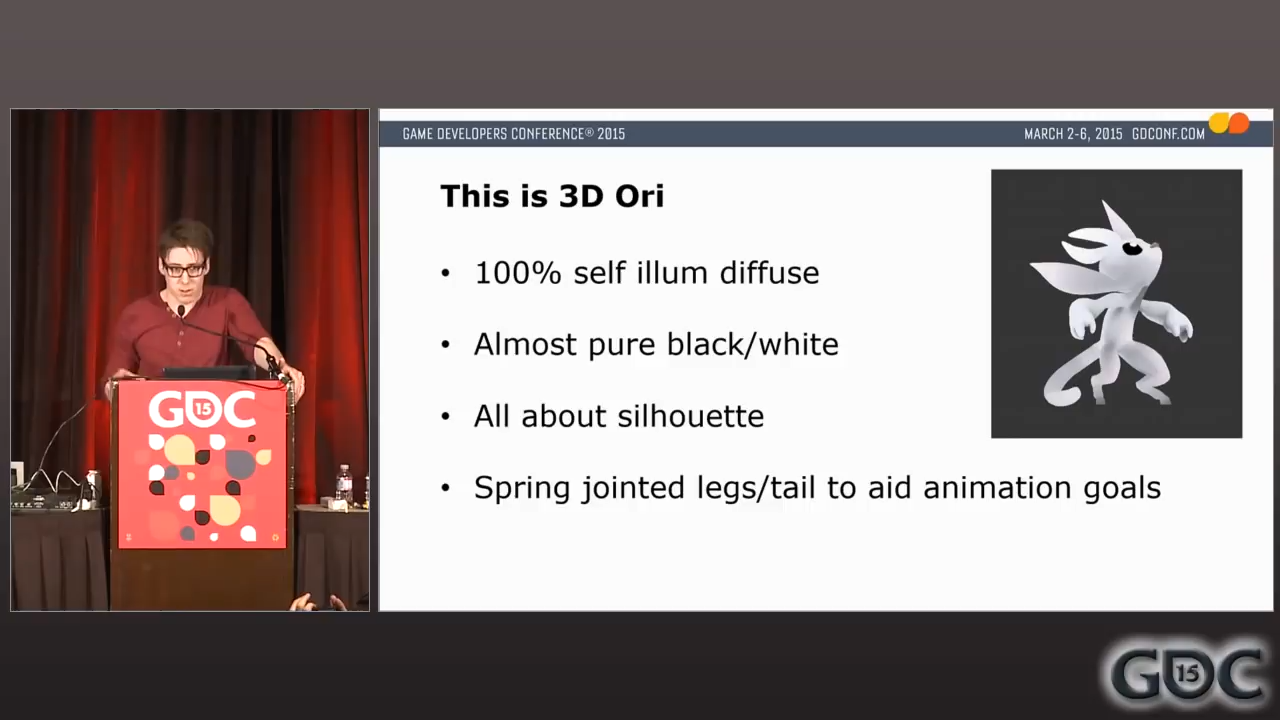 GAME DEVELOPERS CONFERENCE® 2015
MARCH 2-6, 2015 GDCONF.COM
This is 3D Ori
• 100% self illum diffuse
• Almost pure black/white
• All about silhouette
• Spring jointed legs/tail to aid animation goals
GDC
15
GDC
15